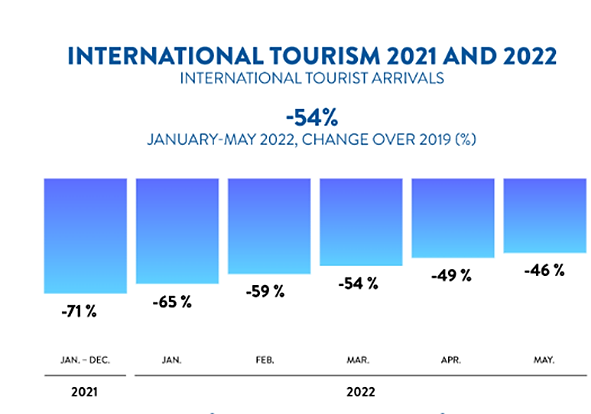 INTERNATIONAL TOURISM 2021 AND 2022
INTERNATIONAL TOURIST ARRIVALS
-54%
JANUARY-MAY 2022, CHANGE OVER 2019 (%)
-71 %
-65 %
-59 %
-54 %
-49 %
-46 %
JAN. – DEC.
JAN.
FEB.
MAR.
APR.
MAY.
2021
2022